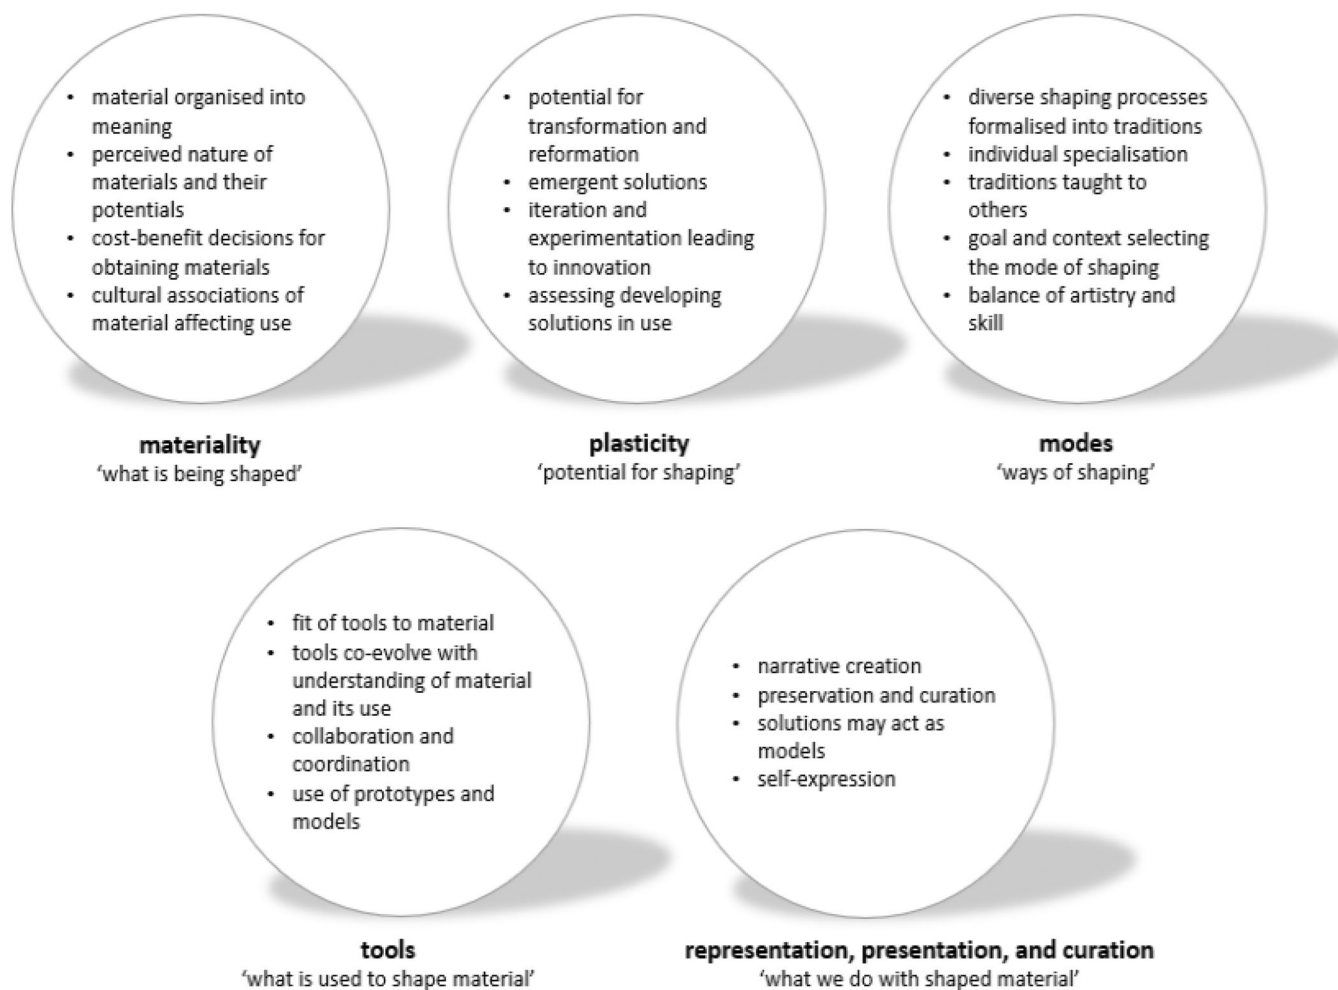 • material organised into
meaning
• perceived nature of
materials and their
potentials
• cost-benefit decisions for
obtaining materials
• cultural associations of
material affecting use
materiality
‘what is being shaped’
• potential for
transformation and
reformation
• emergent solutions
• iteration and
experimentation leading
to innovation
• assessing developing
solutions in use
plasticity
‘potential for shaping’
• diverse shaping processes
formalised into traditions
• individual specialisation
• traditions taught to
others
• goal and context selecting
the mode of shaping
• balance of artistry and
skill
modes
‘ways of shaping’
• fit of tools to material
• tools co-evolve with
understanding of material
and its use
• collaboration and
coordination
• use of prototypes and
models
tools
‘what is used to shape material’
• narrative creation
• preservation and curation
• solutions may act as
models
• self-expression
representation, presentation, and curation
‘what we do with shaped material’